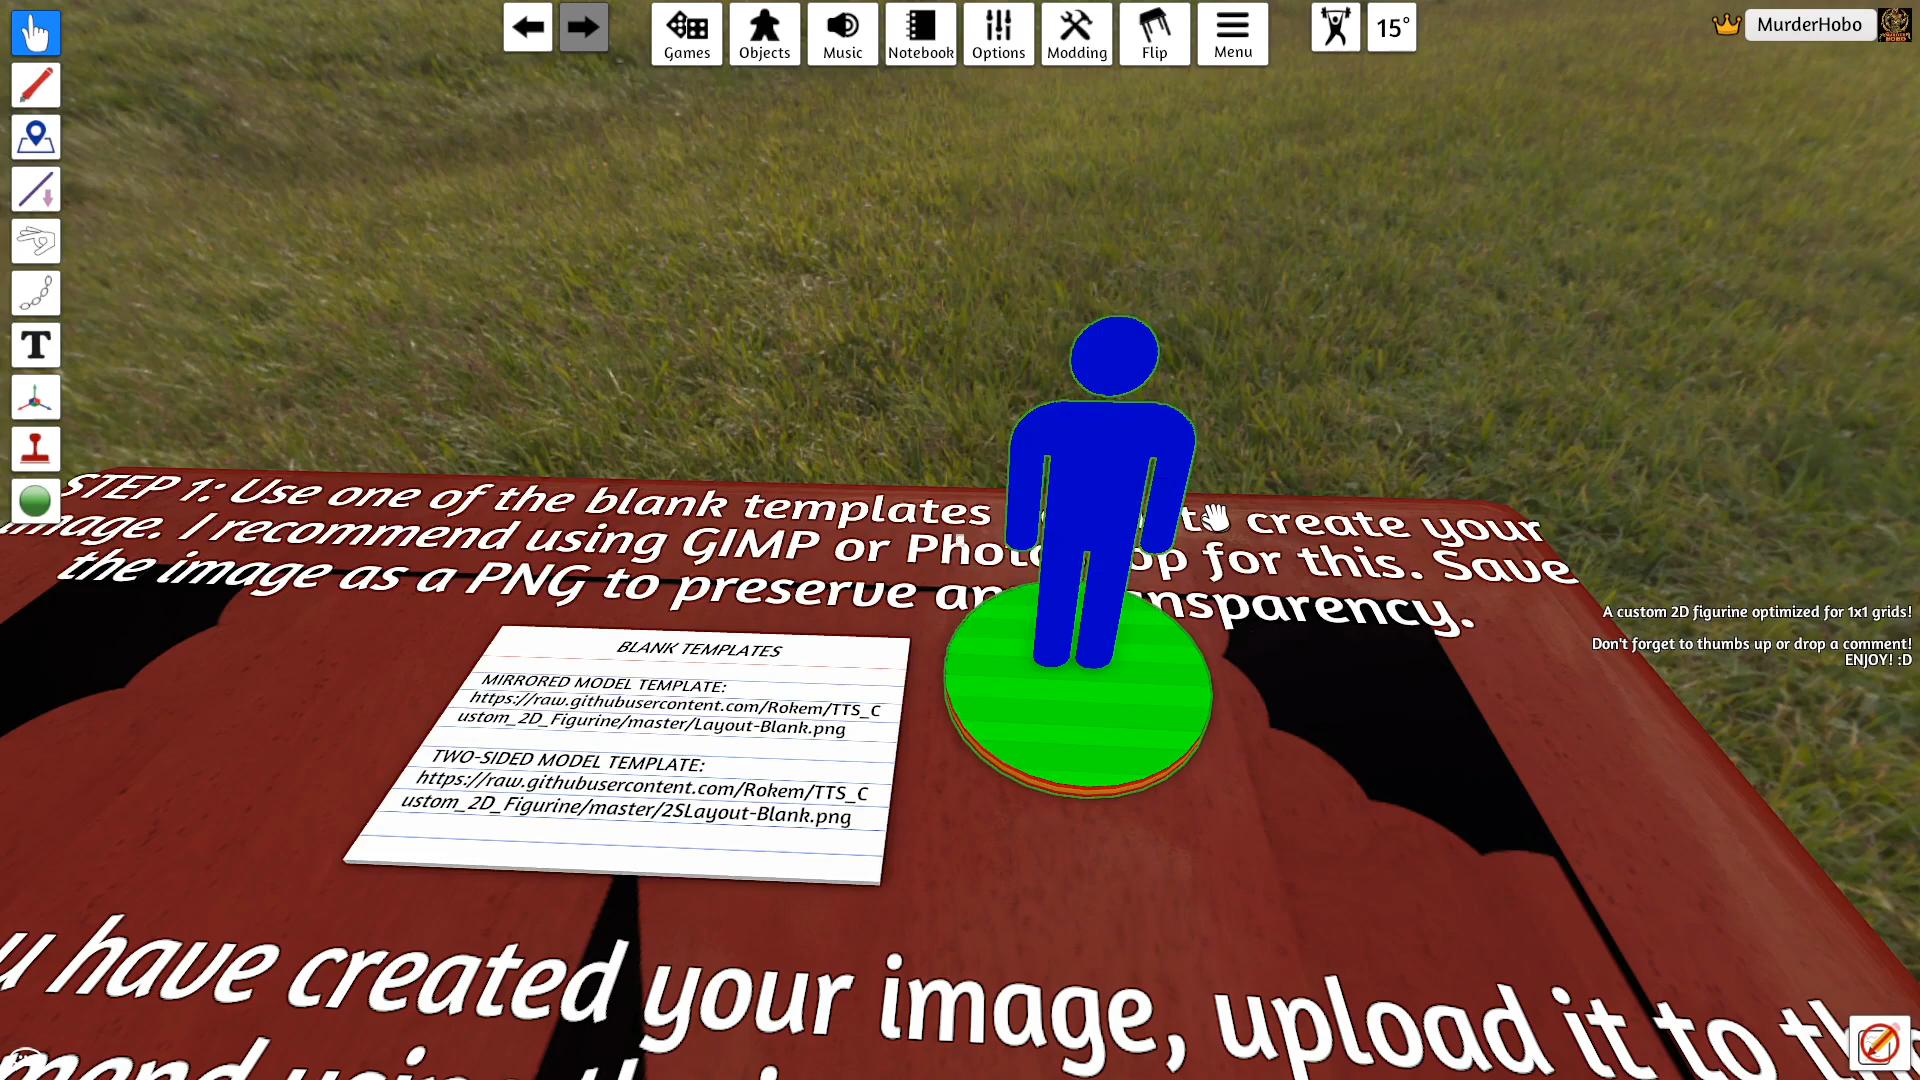 Games
Objects
Music
Notebook
Options
Modding
Flip
Menu
15°
MurderHobo
T
STEP 1: Use one of the blank templates create your
image. I recommend using GIMP or for this. Save
the image as a PNG to preserve
BLANK TEMPLATES
MIRRORED MODEL TEMPLATE:
https://raw.githubusercontent.com/Rokem/TTS_C
ustom_2D_Figurine/master/Layout-Blank.png
TWO-SIDED MODEL TEMPLATE:
https://raw.githubusercontent.com/Rokem/TTS_C
ustom_2D_Figurine/master/2SLayout-Blank.png
A custom 2D figurine optimized for 1x1 grids!
Don't forget to thumbs up or drop a comment!
ENJOY! :D
have created your image, upload it to